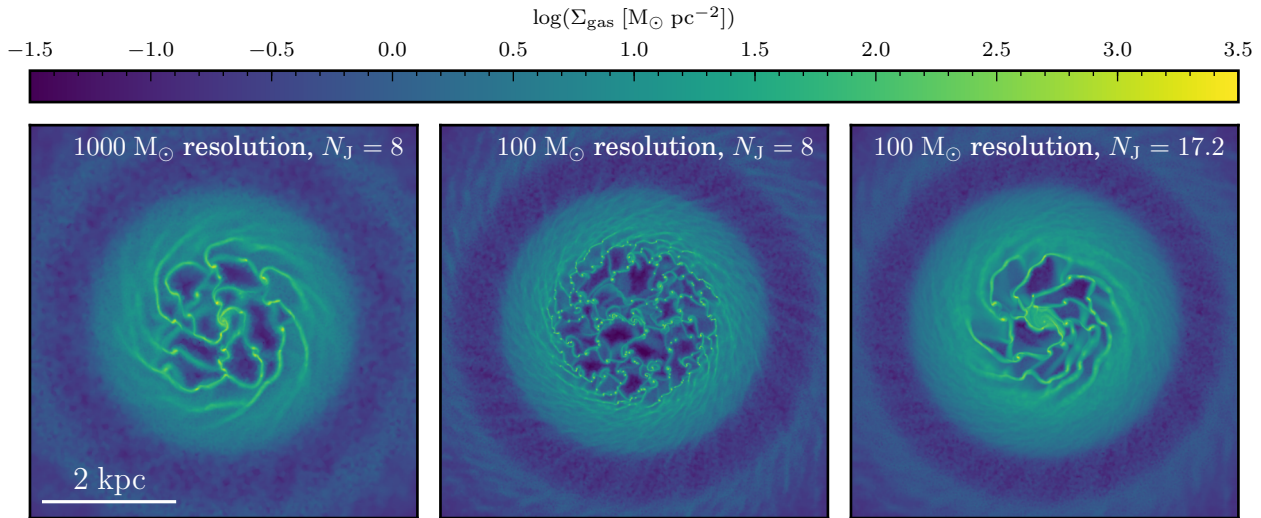 log(Σgas [M⊙ pc−2])
−1.5 −1.0 −0.5 0.0 0.5 1.0 1.5 2.0 2.5 3.0 3.5
1000 M⊙ resolution, NJ = 8
100 M⊙ resolution, NJ = 8
100 M⊙ resolution, NJ = 17.2
2 kpc